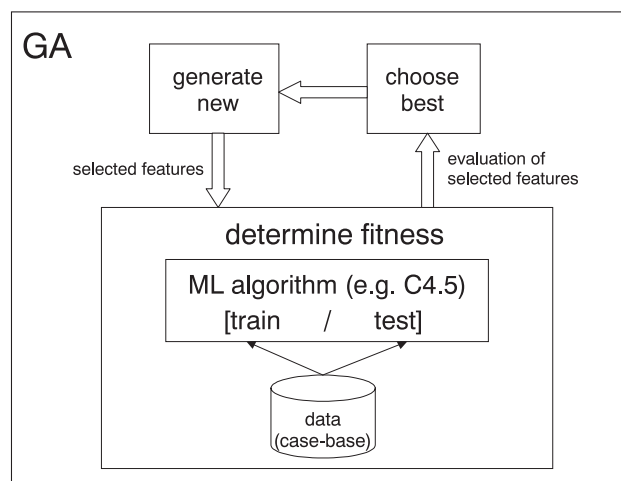 GA
generate
new
choose
best
selected features
evaluation of
selected features
determine fitness
ML algorithm (e.g. C4.5)
[train / test]
data
(case-base)